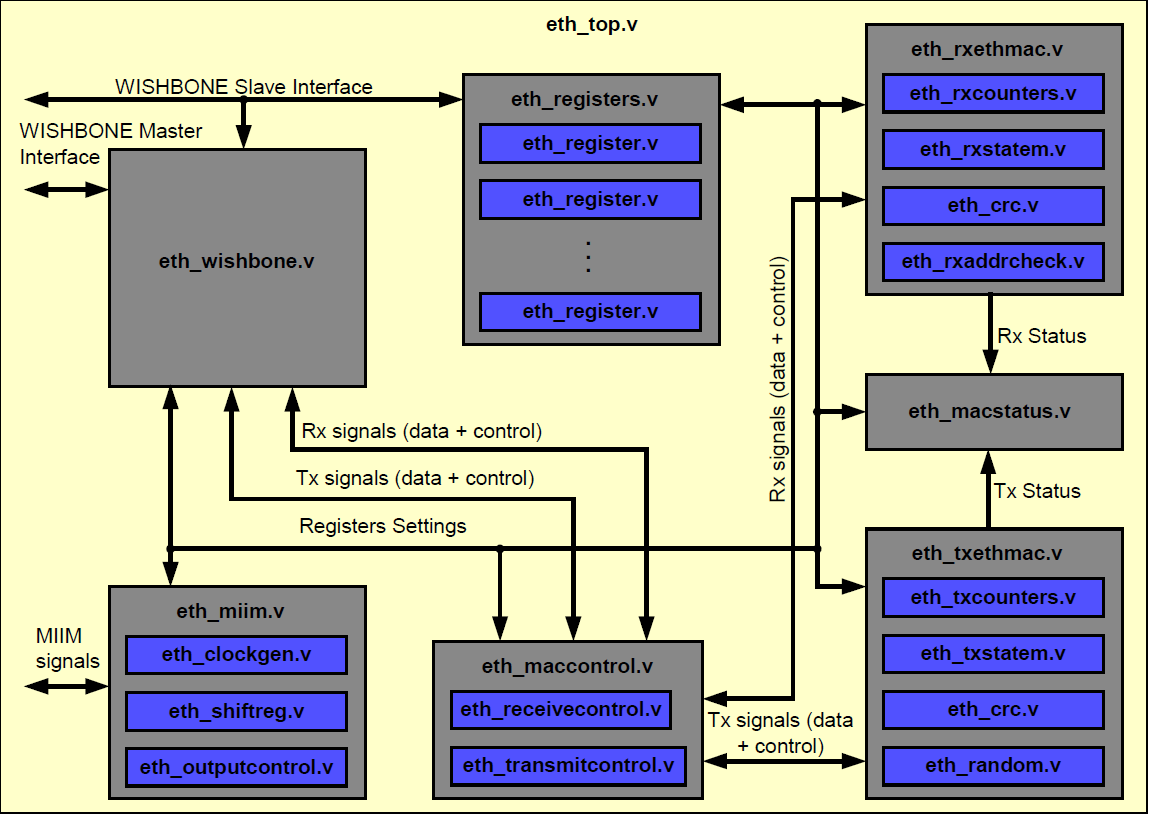 eth_top.v
WISHBONE Slave Interface
WISHBONE Master
Interface
eth_wishbone.v
eth_registers.v
eth_register.v
eth_register.v
eth_register.v
eth_rxethmac.v
eth_rxcounters.v
eth_rxstatem.v
eth_crc.v
eth_rxaddrcheck.v
Rx signals (data + control)
Rx Status
eth_macstatus.v
Tx Status
Rx signals (data + control)
Tx signals (data + control)
Registers Settings
eth_miim.v
eth_clockgen.v
eth_shiftreg.v
eth_outputcontrol.v
MIIM
signals
eth_maccontrol.v
eth_receivecontrol.v
eth_transmitcontrol.v
Tx signals (data
+ control)
eth_txethmac.v
eth_txcounters.v
eth_txstatem.v
eth_crc.v
eth_random.v